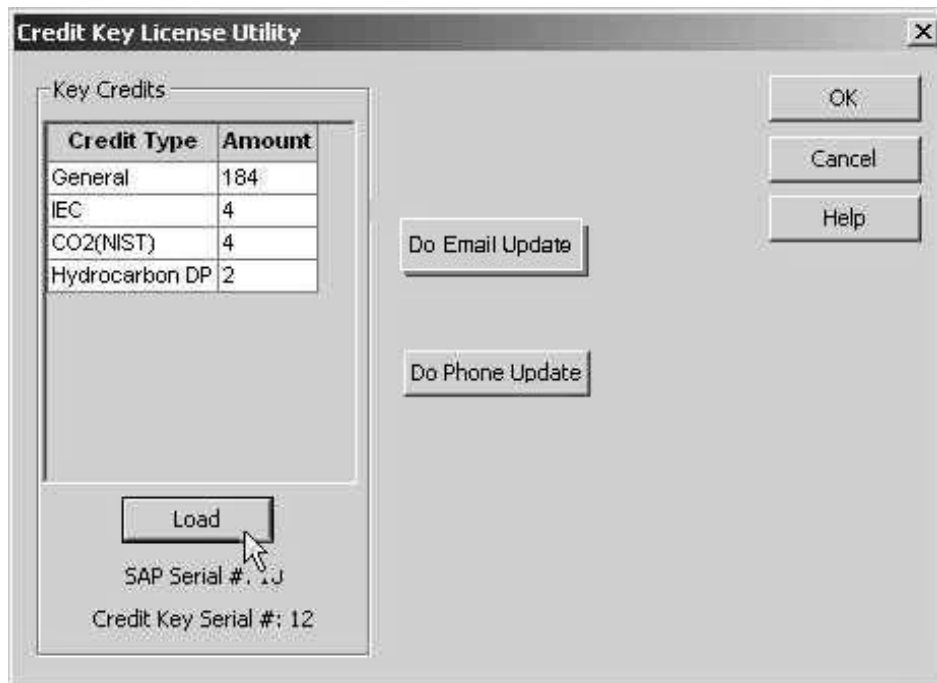 Credit Key License Utility
Key Credits
Credit Type Amount
General 184
IEC 4
CO2(NIST) 4
Hydrocarbon DP 2
Load
SAP Serial #:
Credit Key Serial #: 12
Do Email Update
Do Phone Update
OK
Cancel
Help